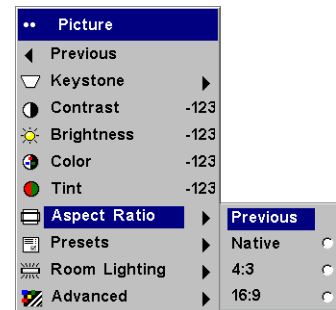 Picture
Previous
Keystone
Contrast -123
Brightness -123
Color -123
Tint -123
Aspect Ratio
Presets
Room Lighting
Advanced
Previous
Native
4:3
16:9